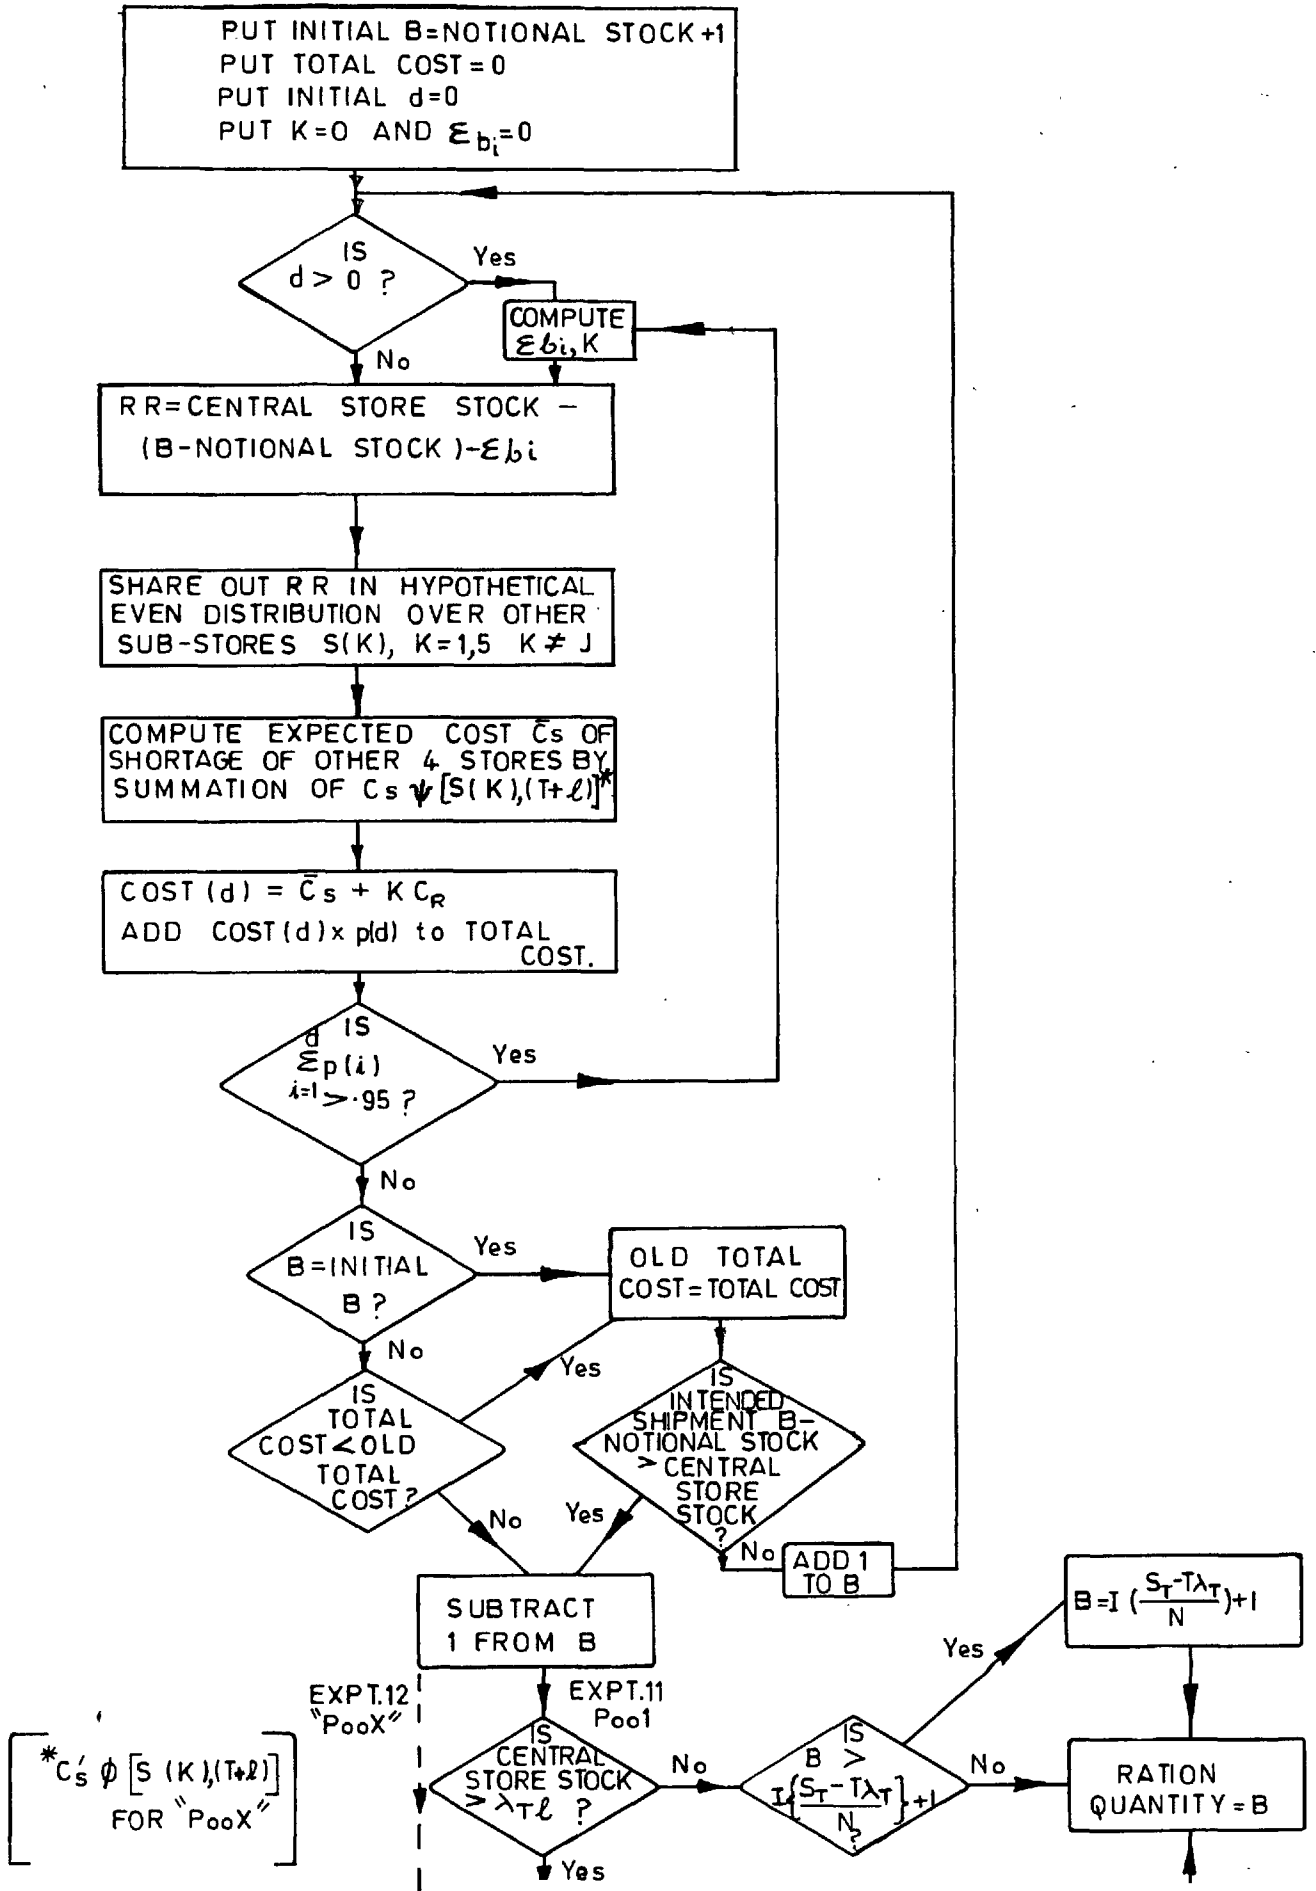 PUT INITIAL B=NOTIONAL STOCK+1
PUT TOTAL COST=0
PUT INITIAL d=0
PUT K=0 AND Σbi=0
IS
d > 0 ?
Yes
No
COMPUTE
Σbi, K
RR=CENTRAL STORE STOCK –
(B-NOTIONAL STOCK)-Σbi
SHARE OUT RR IN HYPOTHETICAL
EVEN DISTRIBUTION OVER OTHER
SUB-STORES S(K), K=1,5 K ≠ J
COMPUTE EXPECTED COST C̄s OF
SHORTAGE OF OTHER 4 STORES BY
SUMMATION OF Cs ψ [S(K),(T+ℓ)]*
COST (d) = C̄s + K CR
ADD COST(d)x p(d) to TOTAL
COST.
IS
d
Σp(i)
i=1 > ·95 ?
Yes
No
IS
B=INITIAL
B?
Yes
No
OLD TOTAL
COST=TOTAL COST
IS
TOTAL
COST<OLD
TOTAL
COST?
Yes
No
IS
INTENDED
SHIPMENT B-
NOTIONAL STOCK
> CENTRAL
STORE
STOCK
?
Yes
No
ADD 1
TO B
SUBTRACT
1 FROM B
EXPT.12
"PooX"
EXPT.11
Poo1
IS
CENTRAL
STORE STOCK
> λTℓ ?
No
Yes
IS
B >
I{ST-TλT}+1
N
?
Yes
No
B=I (ST-TλT)+1
N
RATION
QUANTITY=B
*C's φ [S (K),(T+ℓ)]
FOR "PooX"